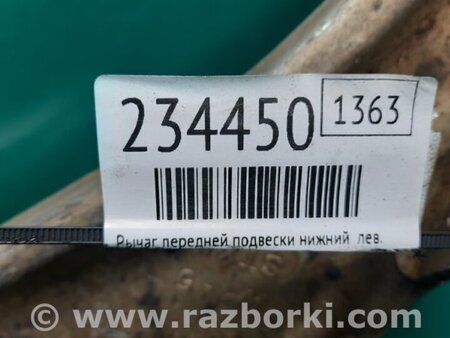 234450
1363
Рычаг передней подвески нижний лев.
© www.razborki.com